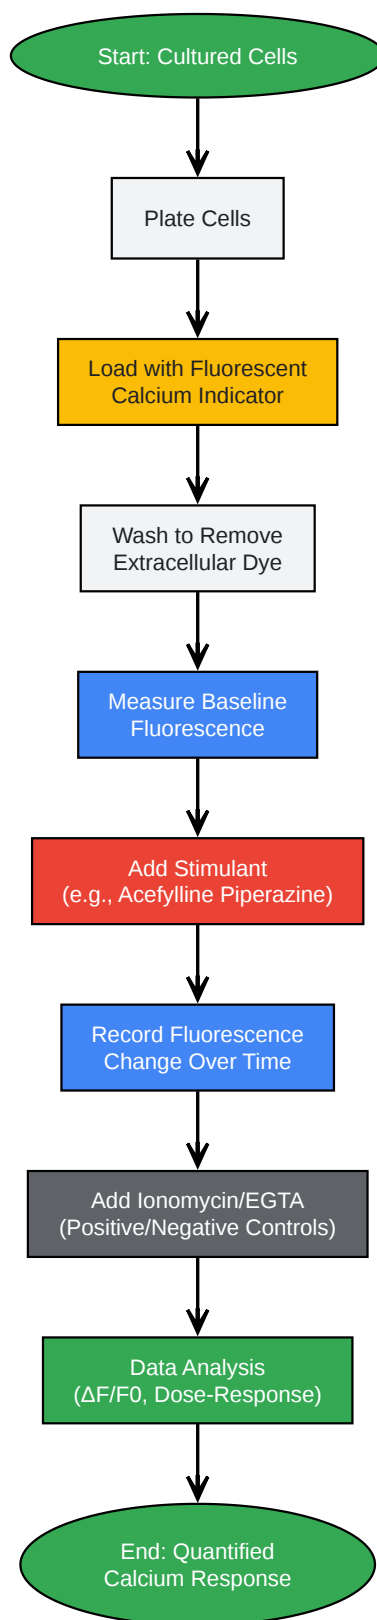 Start: Cultured Cells
Plate Cells
Load with Fluorescent
Calcium Indicator
Wash to Remove
Extracellular Dye
Measure Baseline
Fluorescence
Add Stimulant
(e.g., Acefylline Piperazine)
Record Fluorescence
Change Over Time
Add Ionomycin/EGTA
(Positive/Negative Controls)
Data Analysis
(ΔF/F0, Dose-Response)
End: Quantified
Calcium Response